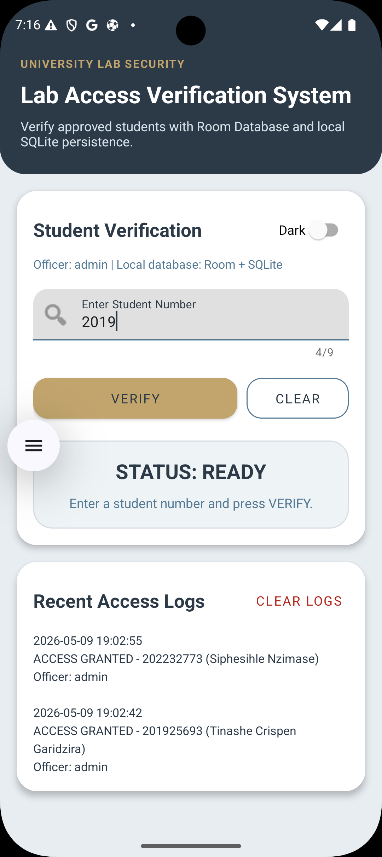 7:16
UNIVERSITY LAB SECURITY
Lab Access Verification System
Verify approved students with Room Database and local
SQLite persistence.
Student Verification
Dark
Officer: admin | Local database: Room + SQLite
Enter Student Number
2019
4/9
VERIFY
CLEAR
STATUS: READY
Enter a student number and press VERIFY.
Recent Access Logs
CLEAR LOGS
2026-05-09 19:02:55
ACCESS GRANTED - 202232773 (Siphesihle Nzimase)
Officer: admin
2026-05-09 19:02:42
ACCESS GRANTED - 201925693 (Tinashe Crispen
Garidzira)
Officer: admin